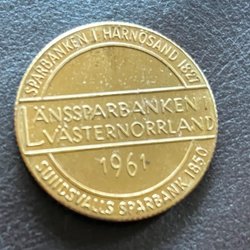 SPARBANKEN I HÄRNÖSAND 1827
LÄNSSPARBANKEN I
VÄSTERNORRLAND
1961
SUNDSVALLS SPARBANK 1850